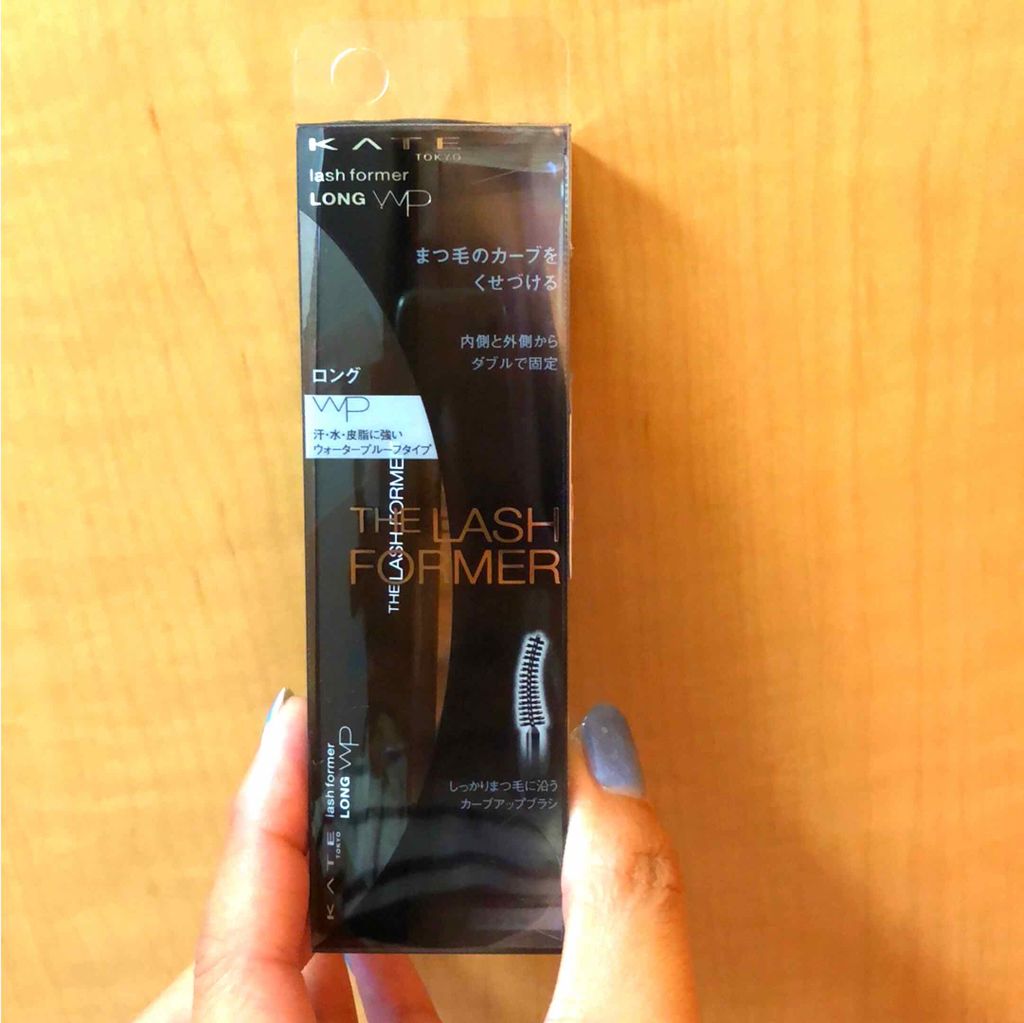 KATE
TOKYO
lash former
LONG WP
まつ毛のカーブを
くせづける
内側と外側から
ダブルで固定
ロング
WP
汗・水・皮脂に強い
ウォータープルーフタイプ
THE LASH FORMER
THE LASH
FORMER
しっかりまつ毛に沿う
カーブアップブラシ
KATE
TOKYO
lash former
LONG WP